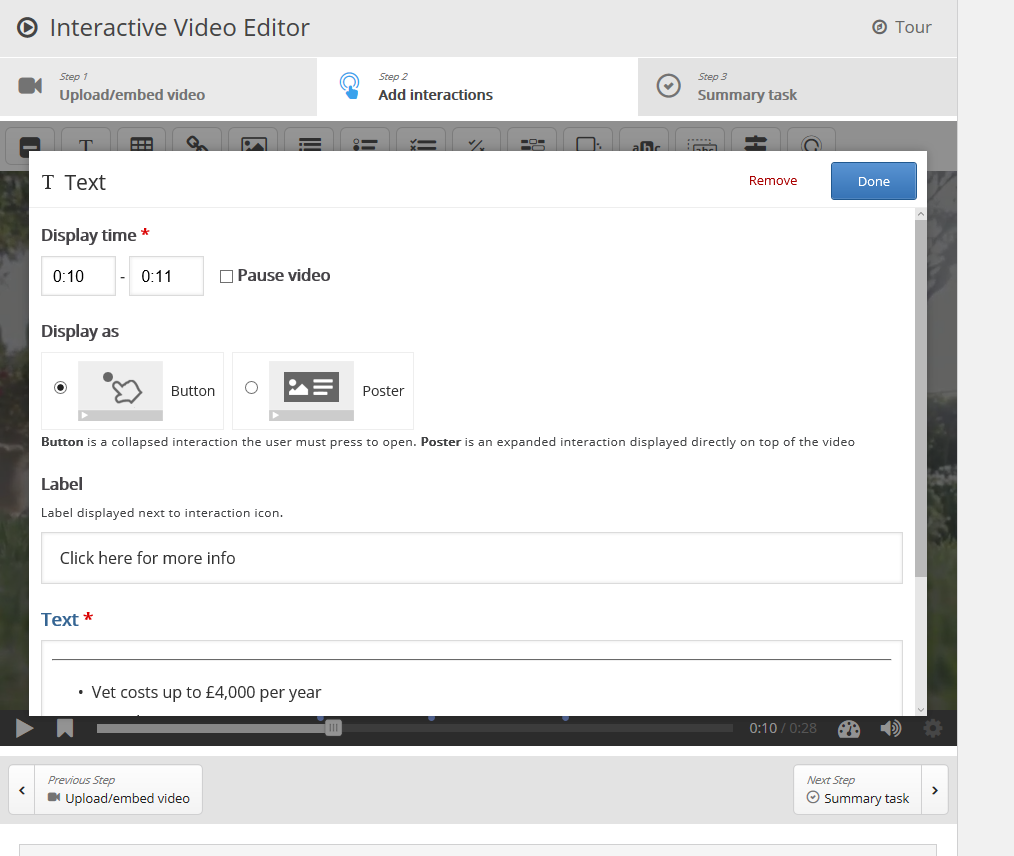 Interactive Video Editor
Tour
Step 1
Upload/embed video
Step 2
Add interactions
Step 3
Summary task
T
abc
abc
T Text
Remove
Done
Display time *
0:10 - 0:11 Pause video
Display as
Button
Poster
Button is a collapsed interaction the user must press to open. Poster is an expanded interaction displayed directly on top of the video
Label
Label displayed next to interaction icon.
Click here for more info
Text *
• Vet costs up to £4,000 per year
0:10 / 0:28
Previous Step
Upload/embed video
Next Step
Summary task